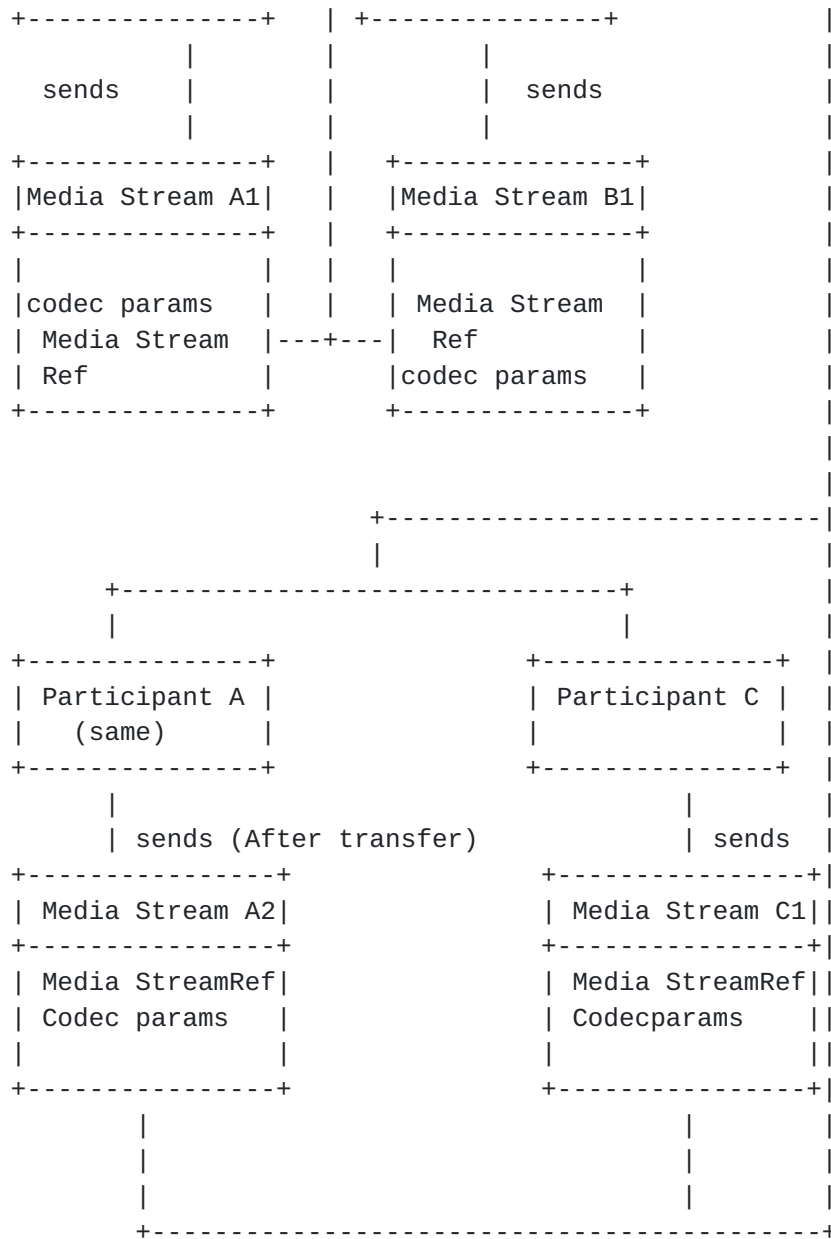 sends sends
Media Stream A1 Media Stream B1
codec params Media Stream
Media Stream Ref
Ref codec params
Participant A Participant C
(same)
sends (After transfer) sends
Media Stream A2 Media Stream C1
Media StreamRef Media StreamRef
Codec params Codecparams